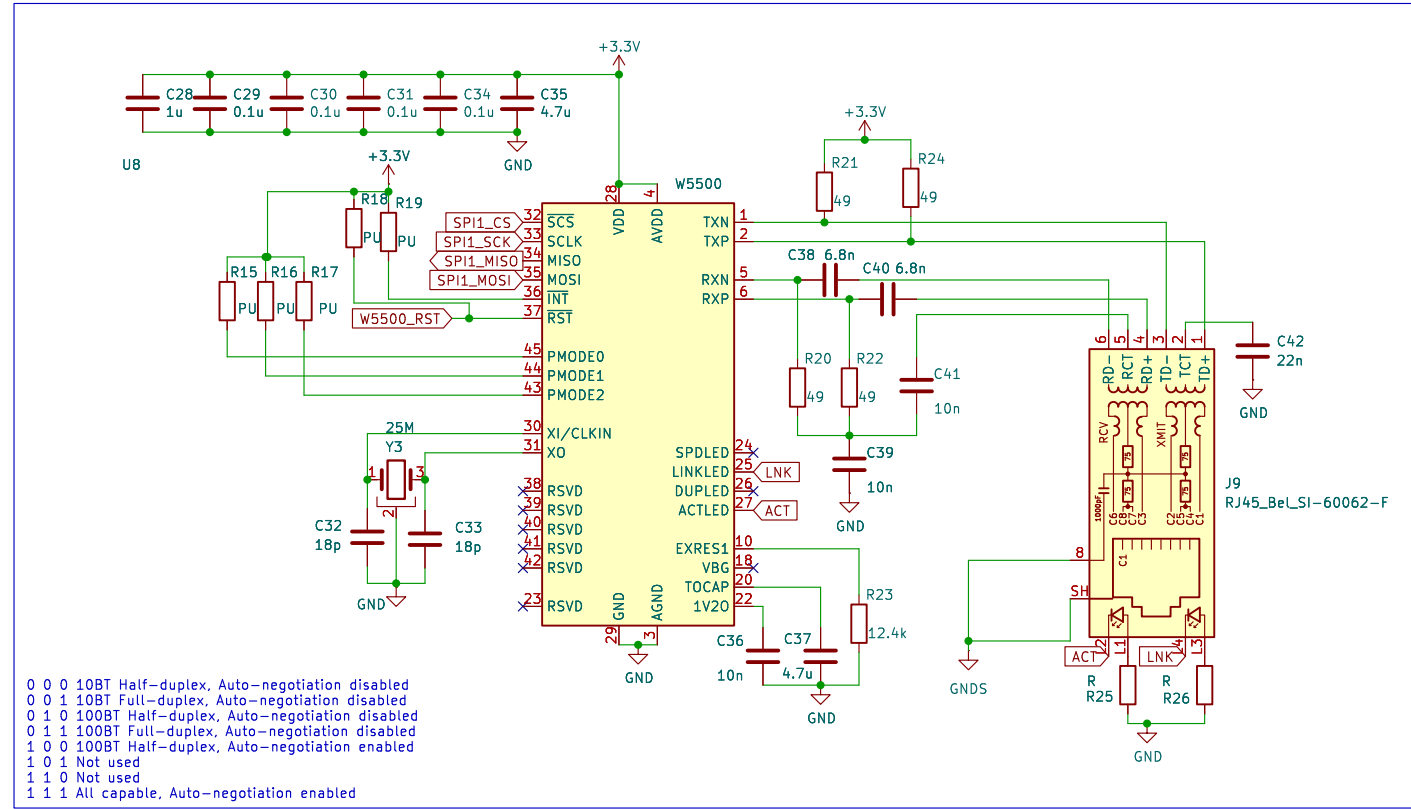 +3.3V
C28
1u
C29
0.1u
C30
0.1u
C31
0.1u
C34
0.1u
C35
4.7u
GND
U8
+3.3V
R18
PU
R19
PU
R15
PU
R16
PU
R17
PU
SPI1_CS
SPI1_SCK
SPI1_MISO
SPI1_MOSI
W5500_RST
W5500
28
VDD
4
AVDD
32 SCS
33 SCLK
34 MISO
35 MOSI
36 INT
37 RST
45 PMODE0
44 PMODE1
43 PMODE2
30 XI/CLKIN
31 XO
38 RSVD
39 RSVD
40 RSVD
41 RSVD
42 RSVD
23 RSVD
TXN 1
TXP 2
RXN 5
RXP 6
SPDLED 24
LINKLED 25
DUPLED 26
ACTLED 27
EXRES1 10
VBG 18
TOCAP 20
1V2O 22
GND
29
AGND
3
GND
LNK
ACT
25M
Y3
1
3
2
C32
18p
C33
18p
GND
+3.3V
R21
49
R24
49
C38 6.8n
C40 6.8n
R20
49
R22
49
C41
10n
C39
10n
GND
R23
12.4k
C36
10n
C37
4.7u
GND
C42
22n
GND
6
5
4
3
2
1
RD-
RCT
RD+
TD-
TCT
TD+
RCV
XMIT
75
75
75
75
1000pF
C6
C8
C7
C3
C2
C5
C4
C1
C1
8
SH
J9
RJ45_Bel_SI-60062-F
L2
L1
L4
L3
ACT
LNK
GNDS
R
R25
R
R26
GND
0 0 0 10BT Half-duplex, Auto-negotiation disabled
0 0 1 10BT Full-duplex, Auto-negotiation disabled
0 1 0 100BT Half-duplex, Auto-negotiation disabled
0 1 1 100BT Full-duplex, Auto-negotiation disabled
1 0 0 100BT Half-duplex, Auto-negotiation enabled
1 0 1 Not used
1 1 0 Not used
1 1 1 All capable, Auto-negotiation enabled